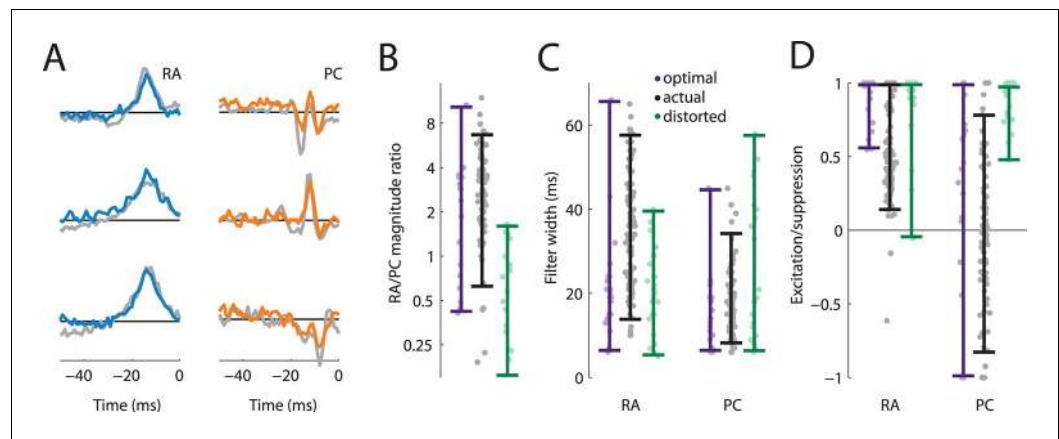 A
RA
PC
−40
−20
0
−40
−20
0
Time (ms)
Time (ms)
B
RA/PC magnitude ratio
8
4
2
1
0.5
0.25
C
optimal
actual
distorted
Filter width (ms)
60
40
20
0
RA
PC
D
Excitation/suppression
1
0.5
0
−0.5
−1
RA
PC